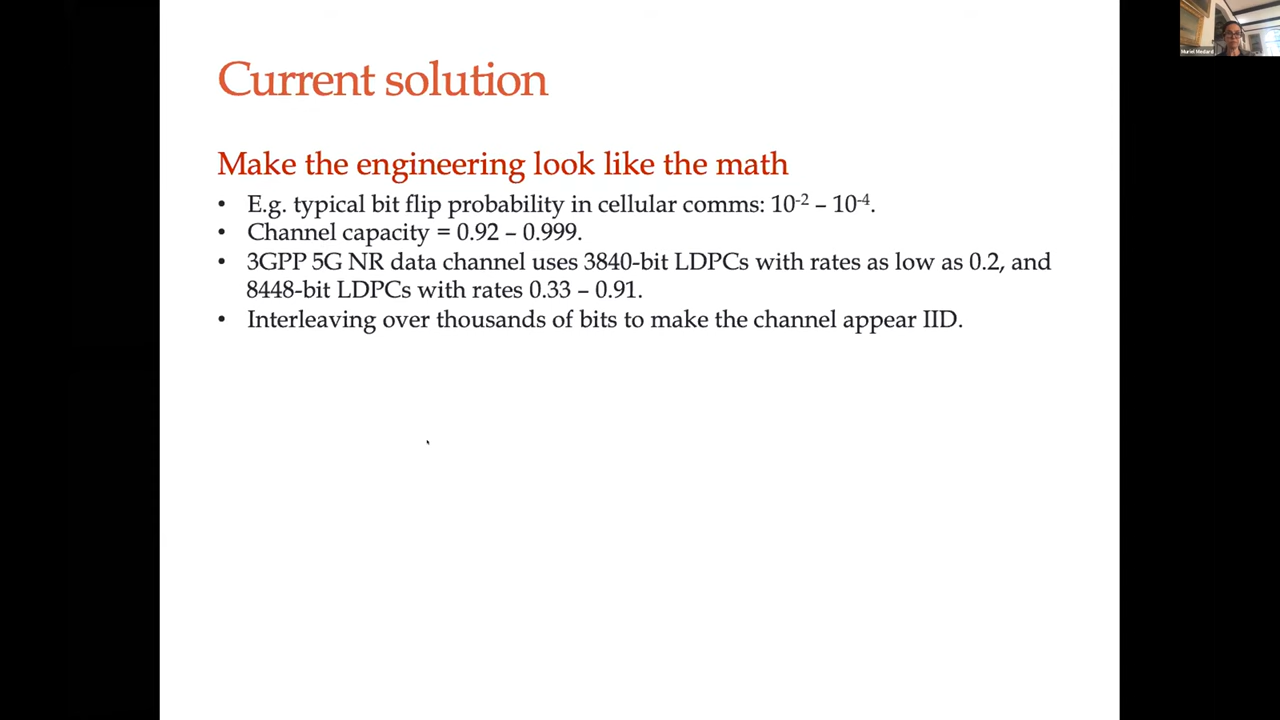 Current solution
Muriel Médard
Make the engineering look like the math
• E.g. typical bit flip probability in cellular comms: 10⁻² – 10⁻⁴.
• Channel capacity = 0.92 – 0.999.
• 3GPP 5G NR data channel uses 3840-bit LDPCs with rates as low as 0.2, and
8448-bit LDPCs with rates 0.33 – 0.91.
• Interleaving over thousands of bits to make the channel appear IID.